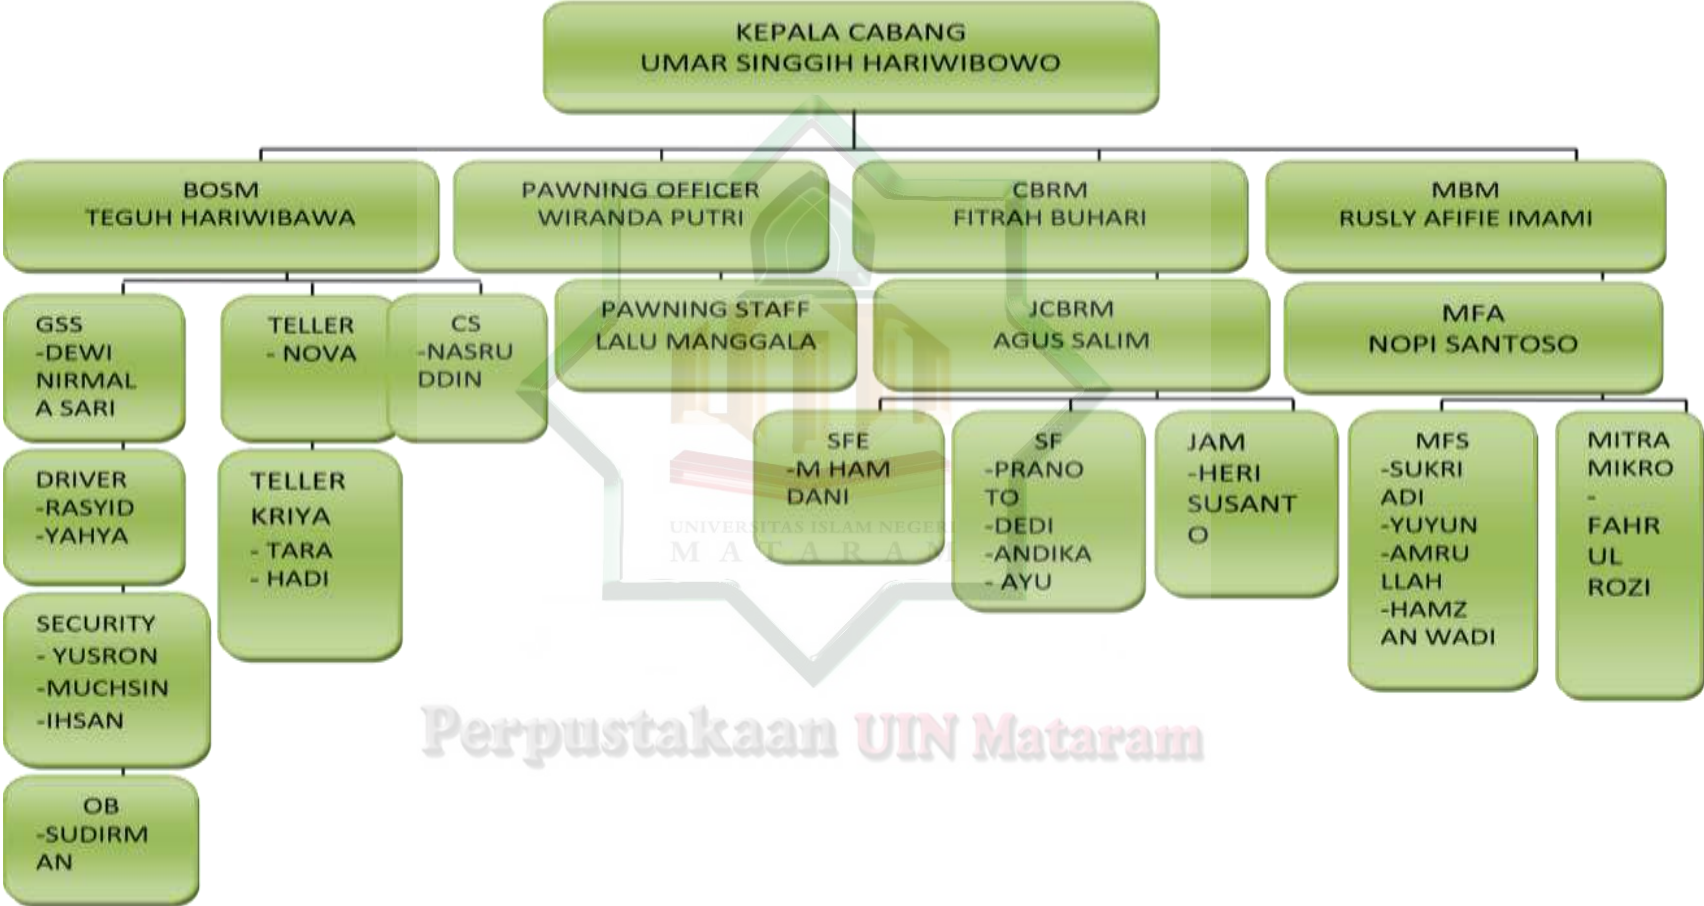 KEPALA CABANG
UMAR SINGGIH HARIWIBOWO
BOSM
TEGUH HARIWIBAWA
PAWNING OFFICER
WIRANDA PUTRI
CBRM
FITRAH BUHARI
MBM
RUSLY AFIFIE IMAMI
GSS
-DEWI
NIRMAL
A SARI
TELLER
- NOVA
CS
-NASRU
DDIN
PAWNING STAFF
LALU MANGGALA
JCBRM
AGUS SALIM
MFA
NOPI SANTOSO
DRIVER
-RASYID
-YAHYA
TELLER
KRIYA
- TARA
- HADI
SFE
-M HAM
DANI
SF
-PRANO
TO
-DEDI
-ANDIKA
- AYU
JAM
-HERI
SUSANT
O
MFS
-SUKRI
ADI
-YUYUN
-AMRU
LLAH
-HAMZ
AN WADI
MITRA
MIKRO
-
FAHR
UL
ROZI
SECURITY
- YUSRON
-MUCHSIN
-IHSAN
OB
-SUDIRM
AN
UNIVERSITAS ISLAM NEGERI
MATARAM
Perpustakaan UIN Mataram